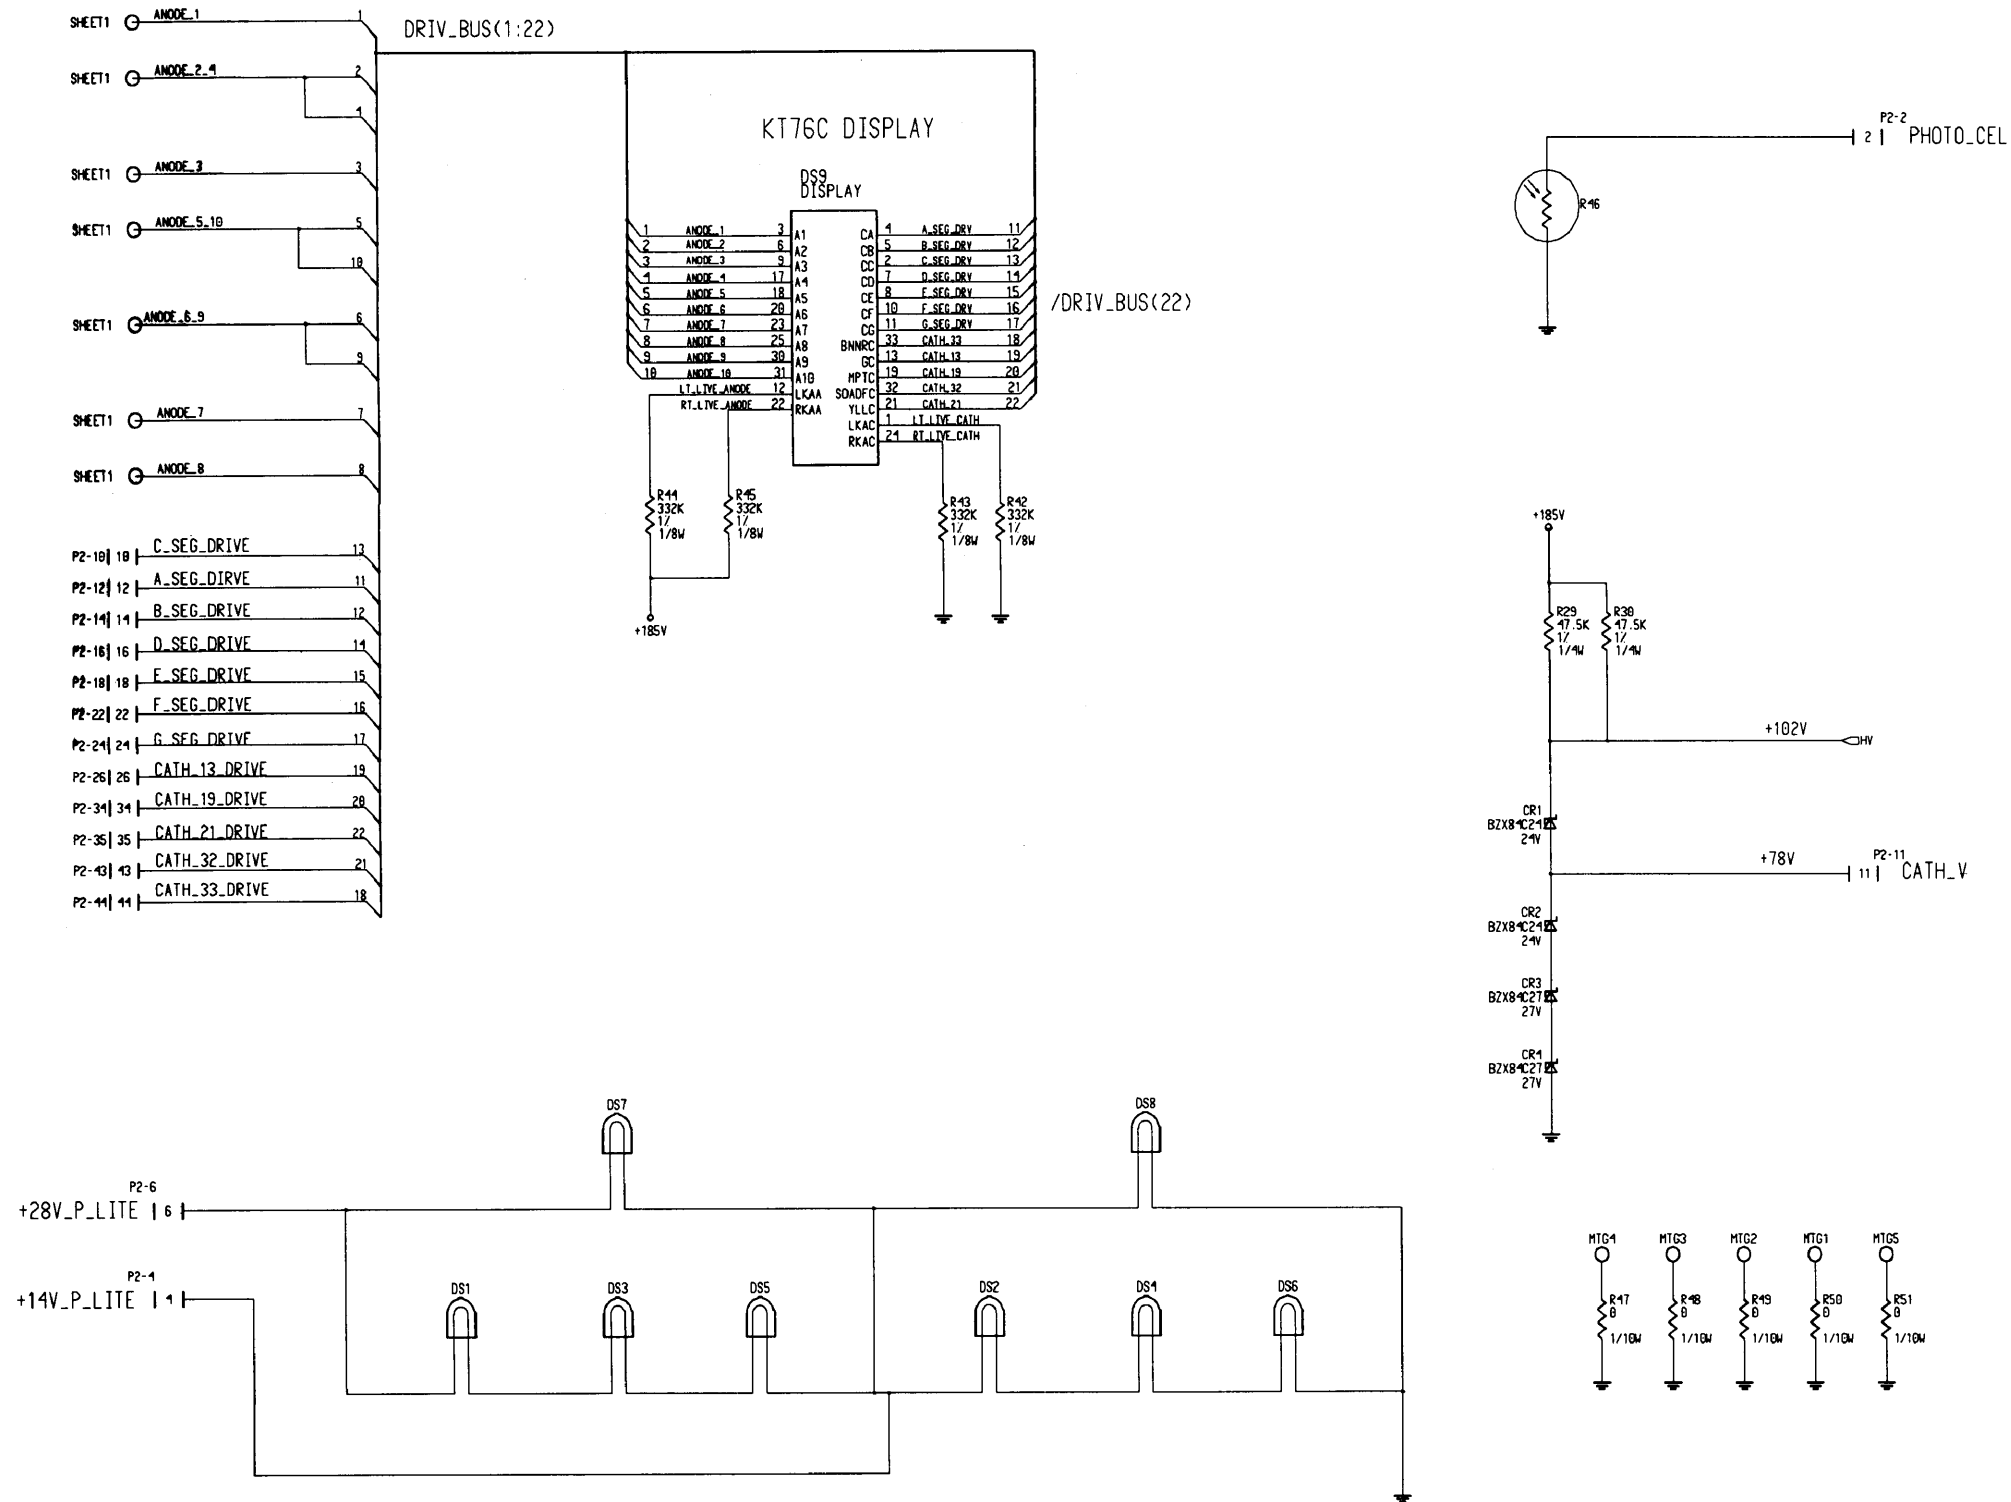 SHEET1 ANODE_1 1
DRIV_BUS(1:22)
SHEET1 ANODE_2_4 2
4
SHEET1 ANODE_3 3
SHEET1 ANODE_5_10 5
10
SHEET1 ANODE_6_9 6
9
SHEET1 ANODE_7 7
SHEET1 ANODE_8 8
P2-10 10 C_SEG_DRIVE 13
P2-12 12 A_SEG_DIRVE 11
P2-14 14 B_SEG_DRIVE 12
P2-16 16 D_SEG_DRIVE 14
P2-18 18 E_SEG_DRIVE 15
P2-22 22 F_SEG_DRIVE 16
P2-24 24 G_SEG_DRIVE 17
P2-26 26 CATH_13_DRIVE 19
P2-34 34 CATH_19_DRIVE 20
P2-35 35 CATH_21_DRIVE 22
P2-43 43 CATH_32_DRIVE 21
P2-44 44 CATH_33_DRIVE 18
KT76C DISPLAY
DS9
DISPLAY
1 ANODE_1 3 A1 CA 4 A_SEG_DRV 11
2 ANODE_2 6 A2 CB 5 B_SEG_DRV 12
3 ANODE_3 9 A3 CC 2 C_SEG_DRV 13
4 ANODE_4 17 A4 CD 7 D_SEG_DRV 14
5 ANODE_5 18 A5 CE 8 E_SEG_DRV 15
6 ANODE_6 20 A6 CF 10 F_SEG_DRV 16
7 ANODE_7 23 A7 CG 11 G_SEG_DRV 17
8 ANODE_8 25 A8 BNNRC 33 CATH_33 18
9 ANODE_9 30 A9 GC 13 CATH_13 19
10 ANODE_10 31 A10 MPTC 19 CATH_19 20
LT_LIVE_ANODE 12 LKAA SOADFC 32 CATH_32 21
RT_LIVE_ANODE 22 RKAA YLLC 21 CATH_21 22
LKAC 1 LT_LIVE_CATH
RKAC 24 RT_LIVE_CATH
/DRIV_BUS(22)
R44 R45 R43 R42
332K 332K 332K 332K
1% 1% 1% 1%
1/8W 1/8W 1/8W 1/8W
+185V
P2-2
2 PHOTO_CEL
R46
+185V
R29 R30
47.5K 47.5K
1% 1%
1/4W 1/4W
+102V HV
CR1
BZX84C24
24V
+78V
P2-11
11 CATH_V
CR2
BZX84C24
24V
CR3
BZX84C27
27V
CR4
BZX84C27
27V
DS7 DS8
P2-6
+28V_P_LITE 6
P2-4
+14V_P_LITE 4
DS1 DS3 DS5 DS2 DS4 DS6
MTG4 MTG3 MTG2 MTG1 MTG5
R47 R48 R49 R50 R51
0 0 0 0 0
1/10W 1/10W 1/10W 1/10W 1/10W